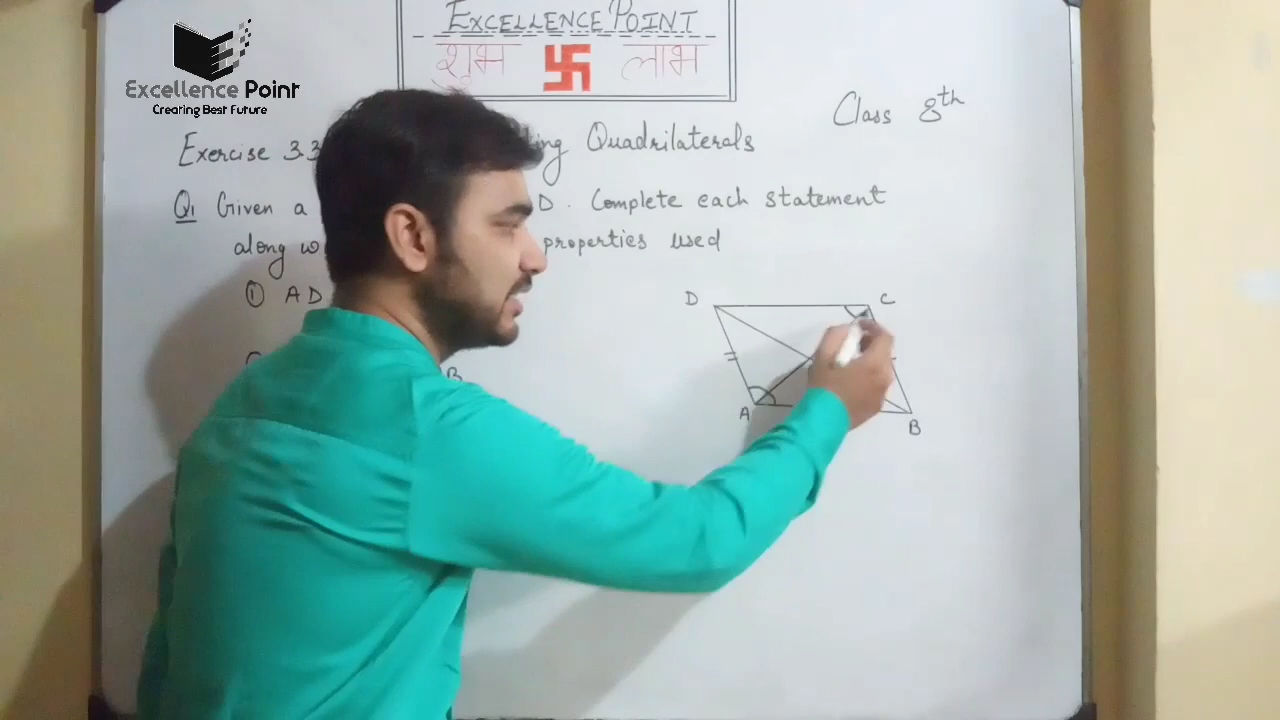 EXCELLENCE POINT
शुभ 卐 लाभ
Excellence Point
Creating Best Future
Class 8th
Exercise 3.3 Quadrilaterals
Q1 Given a D. Complete each statement
along properties used
① AD
D C
B
A B